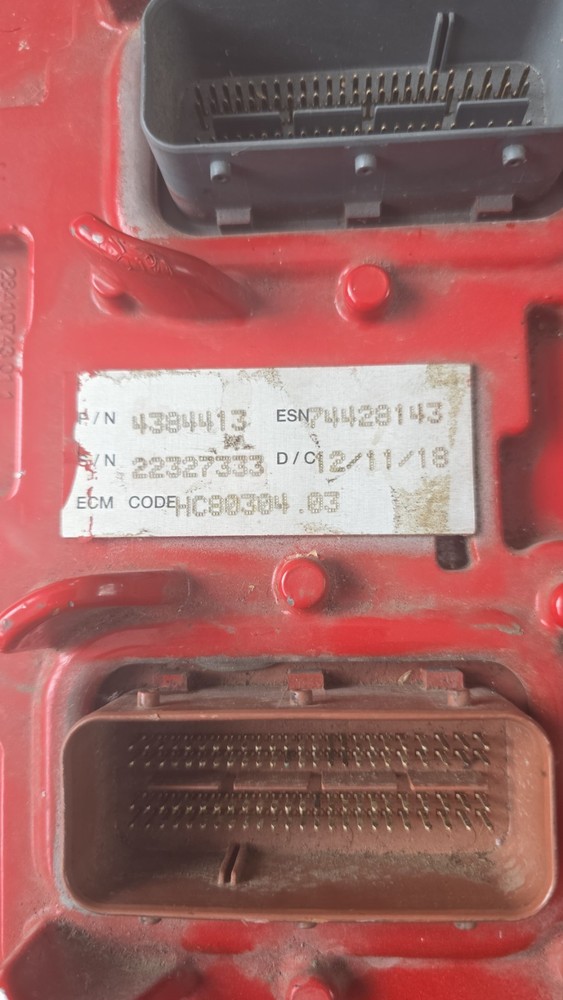 P/N 4384413 ESN 74428143
S/N 22327333 D/C 12/11/18
ECM CODE HC80304.03